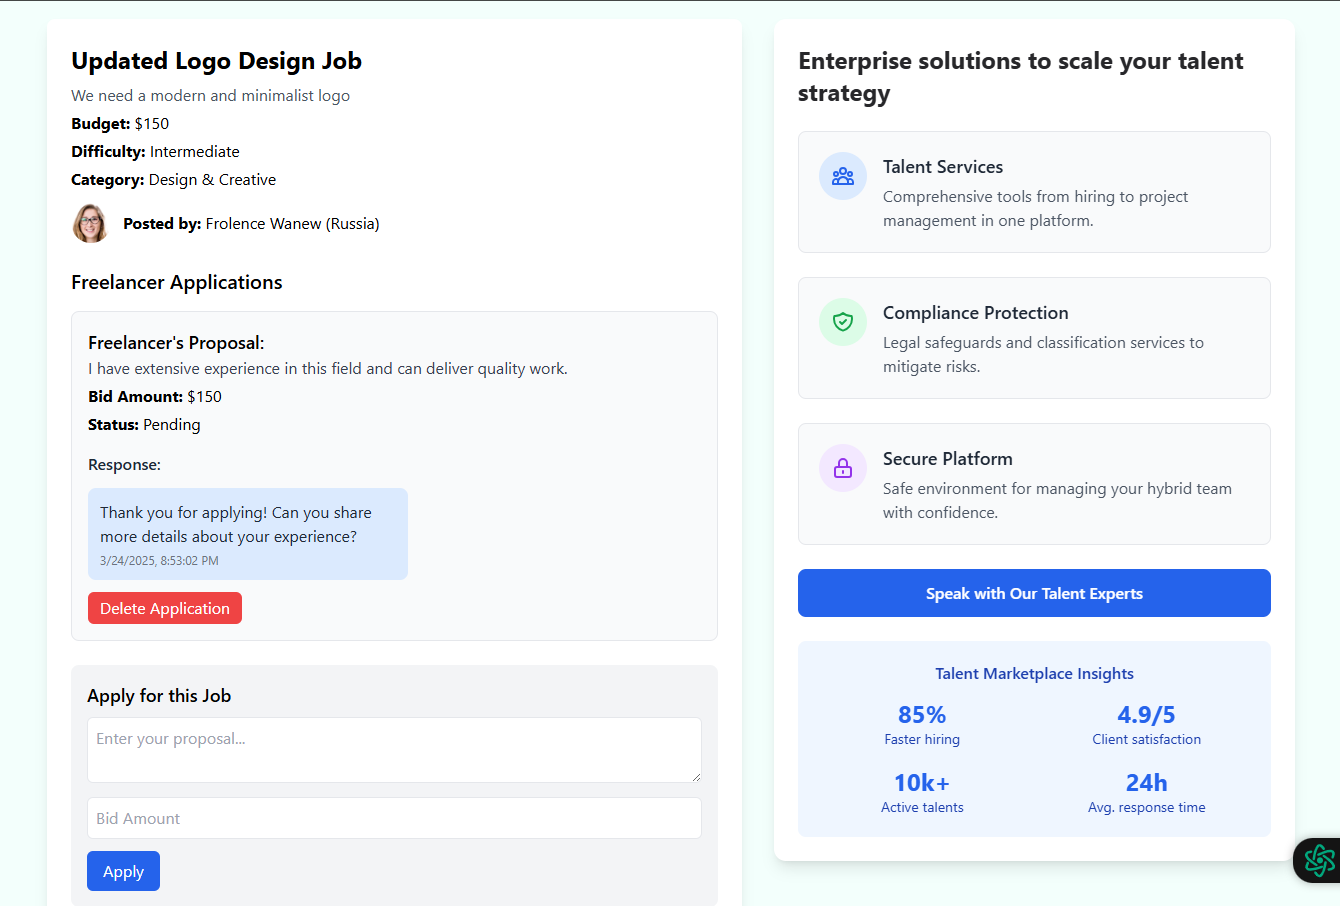 Updated Logo Design Job
We need a modern and minimalist logo
Budget: $150
Difficulty: Intermediate
Category: Design & Creative
Posted by: Frolence Wanew (Russia)
Freelancer Applications
Freelancer's Proposal:
I have extensive experience in this field and can deliver quality work.
Bid Amount: $150
Status: Pending
Response:
Thank you for applying! Can you share
more details about your experience?
3/24/2025, 8:53:02 PM
Delete Application
Apply for this Job
Enter your proposal...
Bid Amount
Apply
Enterprise solutions to scale your talent
strategy
Talent Services
Comprehensive tools from hiring to project
management in one platform.
Compliance Protection
Legal safeguards and classification services to
mitigate risks.
Secure Platform
Safe environment for managing your hybrid team
with confidence.
Speak with Our Talent Experts
Talent Marketplace Insights
85%
Faster hiring
4.9/5
Client satisfaction
10k+
Active talents
24h
Avg. response time